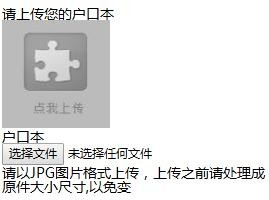 请上传您的户口本
点我上传
户口本
选择文件 未选择任何文件
请以JPG图片格式上传，上传之前请处理成
原件大小尺寸,以免变